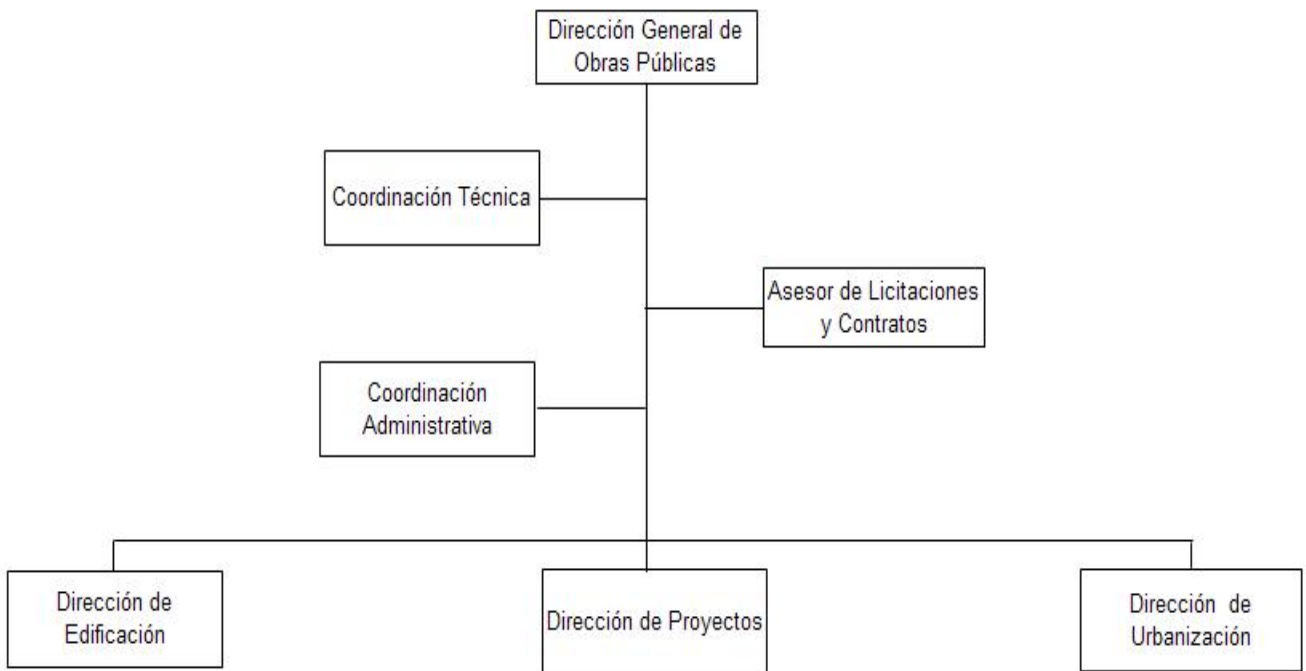 Dirección General de
Obras Públicas
Coordinación Técnica
Asesor de Licitaciones
y Contratos
Coordinación
Administrativa
Dirección de
Edificación
Dirección de Proyectos
Dirección de
Urbanización